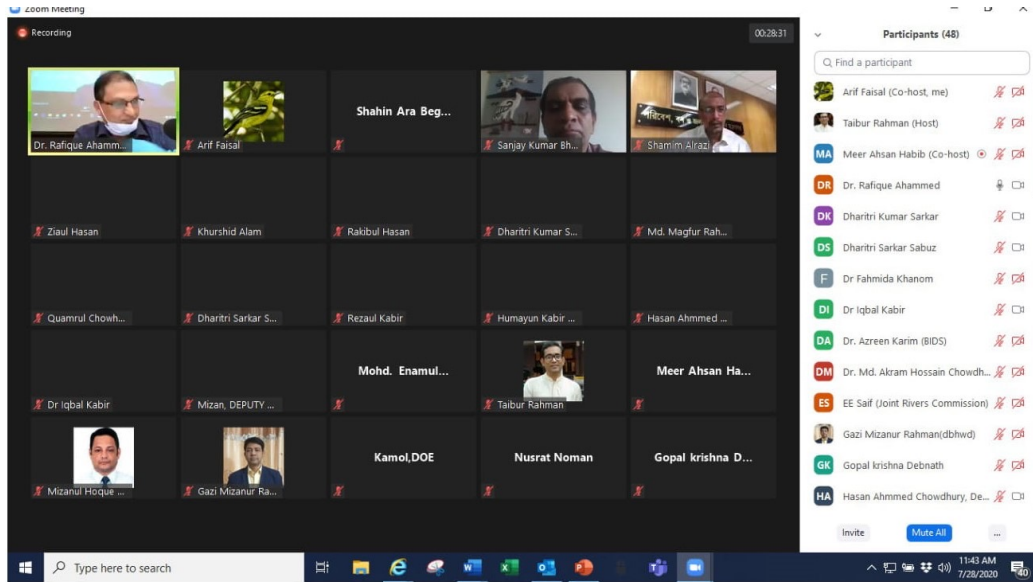 Zoom Meeting
Recording
00:28:31
Dr. Rafique Ahamm...
Arif Faisal
Shahin Ara Beg...
Sanjay Kumar Bh...
পরিবেশ, বন
Shamim Alrazi
Ziaul Hasan
Khurshid Alam
Rakibul Hasan
Dharitri Kumar S...
Md. Magfur Rah...
Quamrul Chowh...
Dharitri Sarkar S...
Rezaul Kabir
Humayun Kabir ...
Hasan Ahmmed ...
Dr Iqbal Kabir
Mizan, DEPUTY ...
Mohd. Enamul...
Taibur Rahman
Meer Ahsan Ha...
Mizanul Hoque ...
Gazi Mizanur Ra...
Kamol,DOE
Nusrat Noman
Gopal krishna D...
Participants (48)
Find a participant
Arif Faisal (Co-host, me)
Taibur Rahman (Host)
MA Meer Ahsan Habib (Co-host)
DR Dr. Rafique Ahammed
DK Dharitri Kumar Sarkar
DS Dharitri Sarkar Sabuz
F Dr Fahmida Khanom
DI Dr Iqbal Kabir
DA Dr. Azreen Karim (BIDS)
DM Dr. Md. Akram Hossain Chowdh...
ES EE Saif (Joint Rivers Commission)
Gazi Mizanur Rahman(dbhwd)
GK Gopal krishna Debnath
HA Hasan Ahmmed Chowdhury, De...
Invite
Mute All
...
Type here to search
11:43 AM
7/28/2020
40